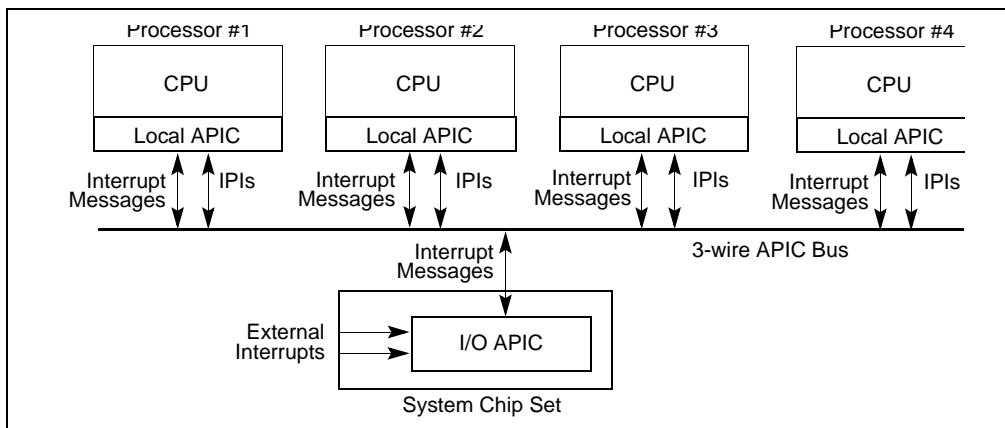 Processor #1
Processor #2
Processor #3
Processor #4
CPU
CPU
CPU
CPU
Local APIC
Local APIC
Local APIC
Local APIC
Interrupt
Messages
IPIs
Interrupt
Messages
IPIs
Interrupt
Messages
IPIs
Interrupt
Messages
IPIs
Interrupt
Messages
3-wire APIC Bus
External
Interrupts
I/O APIC
System Chip Set